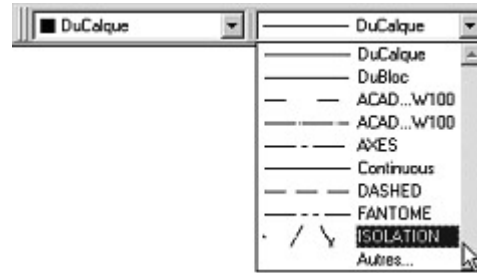 DuCalque DuCalque
DuCalque
DuBloc
ACAD...W100
ACAD...W100
AXES
Continuous
DASHED
FANTOME
ISOLATION
Autres...